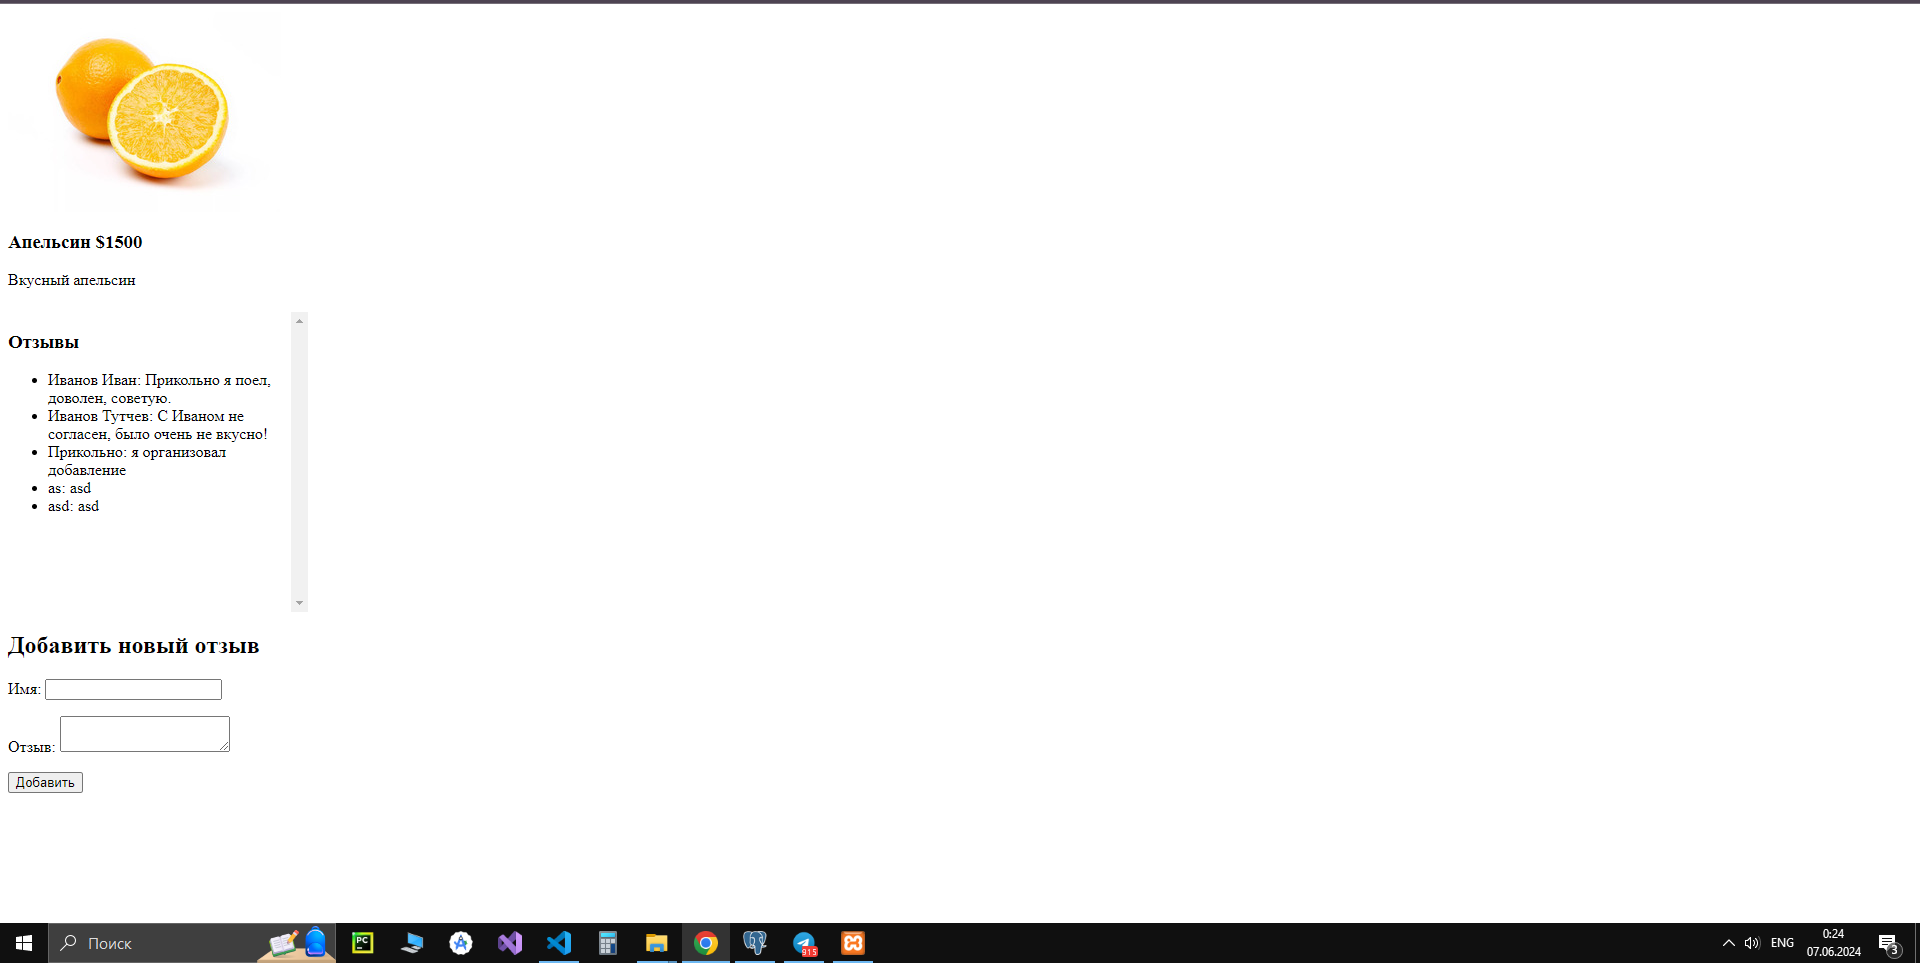 Апельсин $1500
Вкусный апельсин
Отзывы
Иванов Иван: Прикольно я поел,
доволен, советую.
Иванов Тутчев: С Иваном не
согласен, было очень не вкусно!
Прикольно: я организовал
добавление
as: asd
asd: asd
Добавить новый отзыв
Имя:
Отзыв:
Добавить
Поиск
PC
915
ENG
0:24
07.06.2024
3